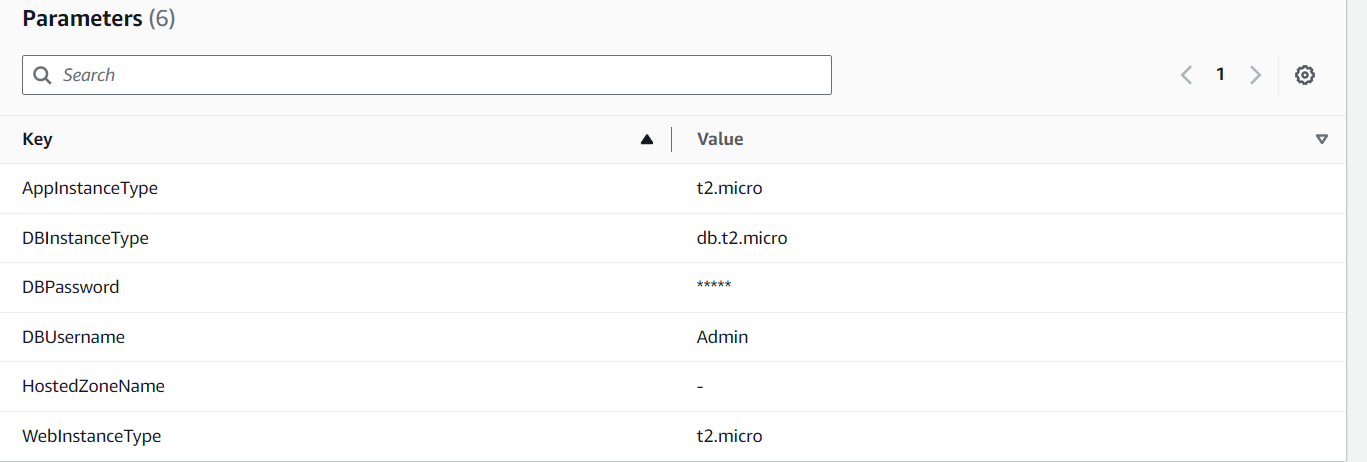 Parameters (6)
Search
1
Key Value
AppInstanceType t2.micro
DBInstanceType db.t2.micro
DBPassword *****
DBUsername Admin
HostedZoneName -
WebInstanceType t2.micro